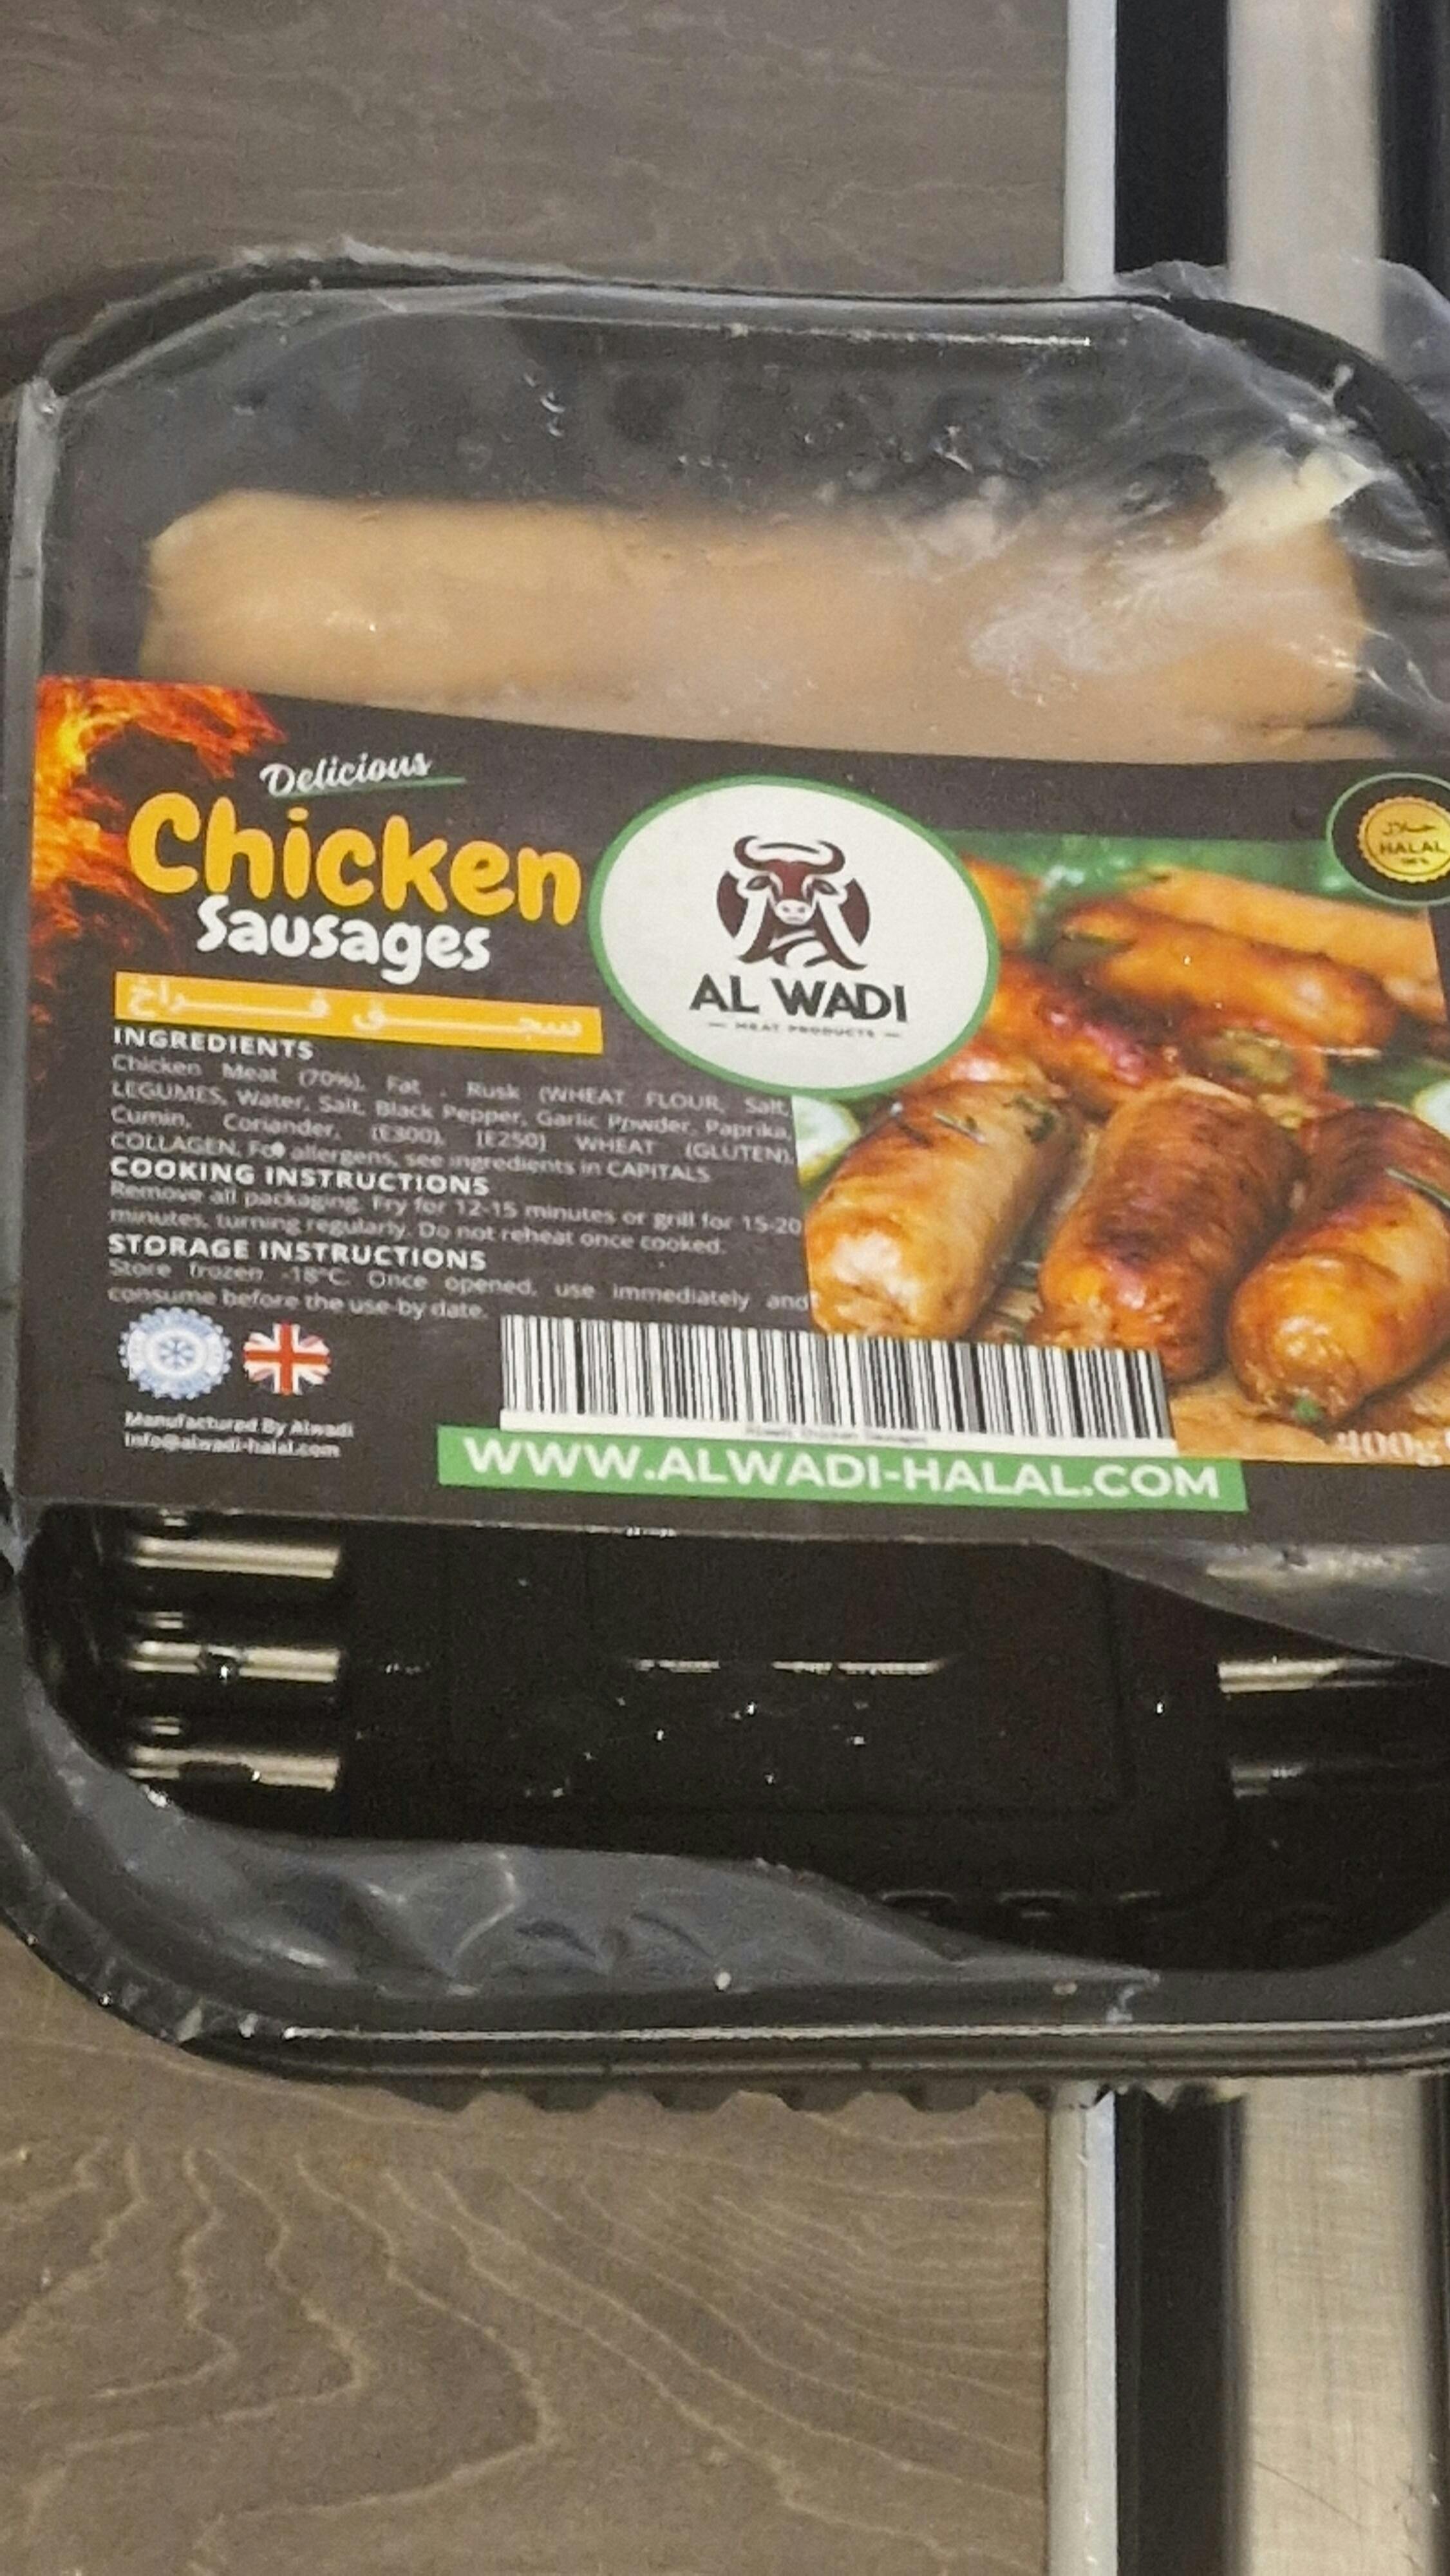 Delicious
Chicken
Sausages
سجق فراخ
AL WADI
MEAT PRODUCTS
حلال
HALAL
INGREDIENTS
Chicken Meat (70%), Fat , Rusk (WHEAT FLOUR, Salt,
LEGUMES, Water, Salt, Black Pepper, Garlic Powder, Paprika,
Cumin, Coriander, (E300), [E250] WHEAT (GLUTEN),
COLLAGEN, For allergens, see ingredients in CAPITALS
COOKING INSTRUCTIONS
Remove all packaging. Fry for 12-15 minutes or grill for 15-20
minutes, turning regularly. Do not reheat once cooked.
STORAGE INSTRUCTIONS
Store frozen -18°C. Once opened, use immediately and
consume before the use by date.
Manufactured By Alwadi
info@alwadi-halal.com
Chicken Sausages
WWW.ALWADI-HALAL.COM
400g